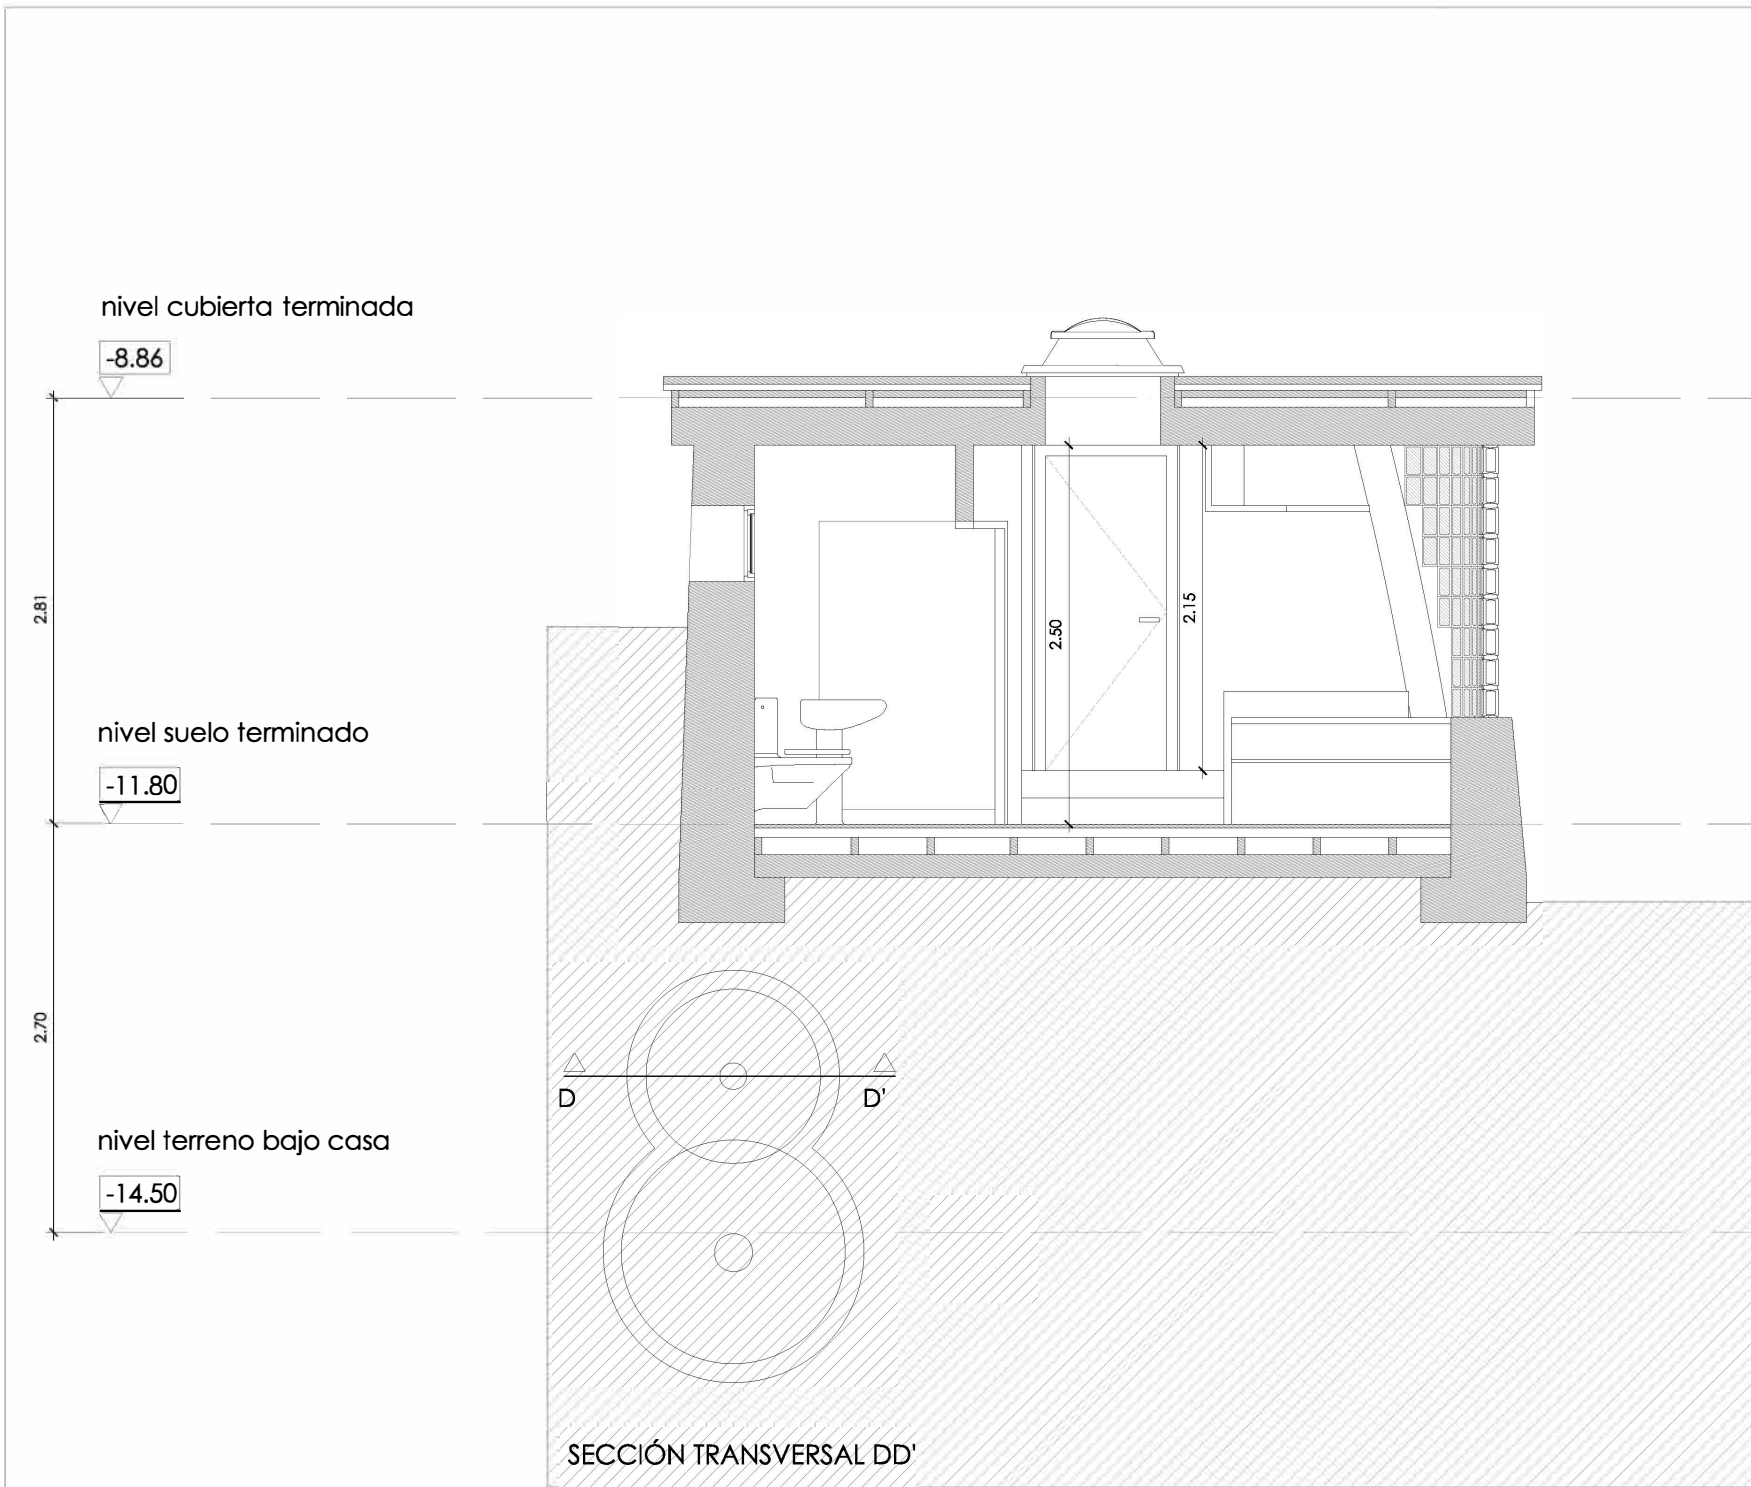 nivel cubierta terminada
-8.86
2.81
2.50
2.15
nivel suelo terminado
-11.80
2.70
D
D'
nivel terreno bajo casa
-14.50
SECCIÓN TRANSVERSAL DD'